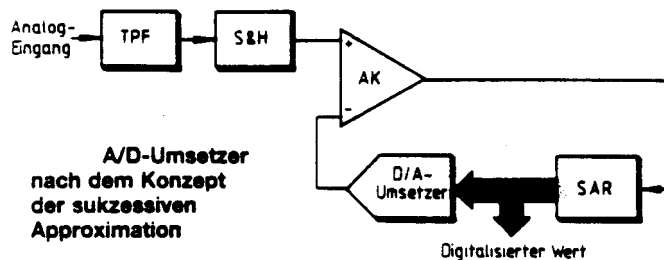 Analog-
Eingang
TPF
S&H
+
AK
-
A/D-Umsetzer
nach dem Konzept
der sukzessiven
Approximation
D/A-
Umsetzer
SAR
Digitalisierter Wert